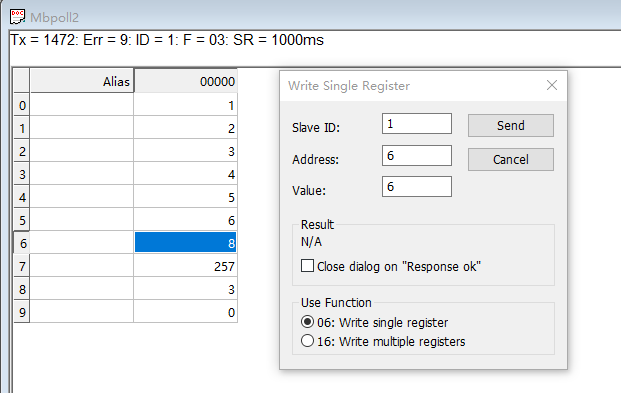 Mbpoll2
Tx = 1472: Err = 9: ID = 1: F = 03: SR = 1000ms
Alias 00000
0 1
1 2
2 3
3 4
4 5
5 6
6 8
7 257
8 3
9 0
Write Single Register
Slave ID: 1 Send
Address: 6 Cancel
Value: 6
Result
N/A
Close dialog on "Response ok"
Use Function
06: Write single register
16: Write multiple registers